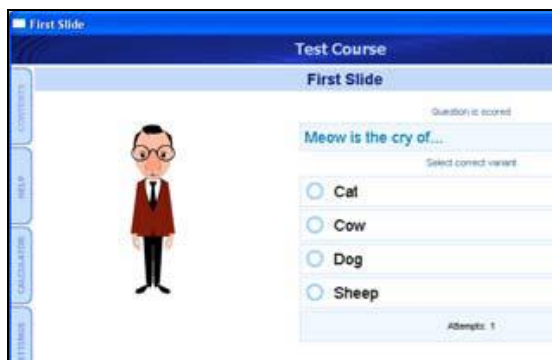 First Slide
Test Course
First Slide
Question is scored
Meow is the cry of...
Select correct variant
Cat
Cow
Dog
Sheep
Attempts: 1
CONTENTS
HELP
CALCULATOR